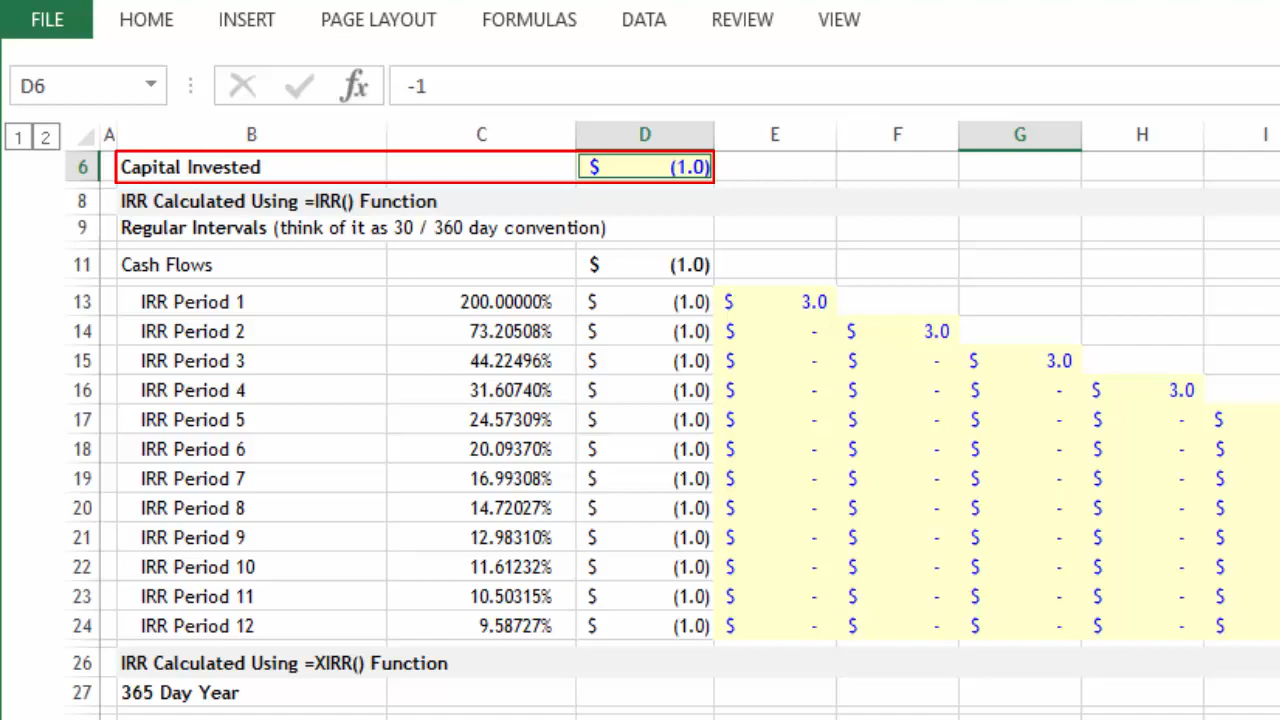 FILE HOME INSERT PAGE LAYOUT FORMULAS DATA REVIEW VIEW
D6 fx -1
1 2 A B C D E F G H I
6 Capital Invested $ (1.0)
8 IRR Calculated Using =IRR() Function
9 Regular Intervals (think of it as 30 / 360 day convention)
11 Cash Flows $ (1.0)
13 IRR Period 1 200.00000% $ (1.0) $ 3.0
14 IRR Period 2 73.20508% $ (1.0) $ - $ 3.0
15 IRR Period 3 44.22496% $ (1.0) $ - $ - $ 3.0
16 IRR Period 4 31.60740% $ (1.0) $ - $ - $ - $ 3.0
17 IRR Period 5 24.57309% $ (1.0) $ - $ - $ - $ - $
18 IRR Period 6 20.09370% $ (1.0) $ - $ - $ - $ - $
19 IRR Period 7 16.99308% $ (1.0) $ - $ - $ - $ - $
20 IRR Period 8 14.72027% $ (1.0) $ - $ - $ - $ - $
21 IRR Period 9 12.98310% $ (1.0) $ - $ - $ - $ - $
22 IRR Period 10 11.61232% $ (1.0) $ - $ - $ - $ - $
23 IRR Period 11 10.50315% $ (1.0) $ - $ - $ - $ - $
24 IRR Period 12 9.58727% $ (1.0) $ - $ - $ - $ - $
26 IRR Calculated Using =XIRR() Function
27 365 Day Year